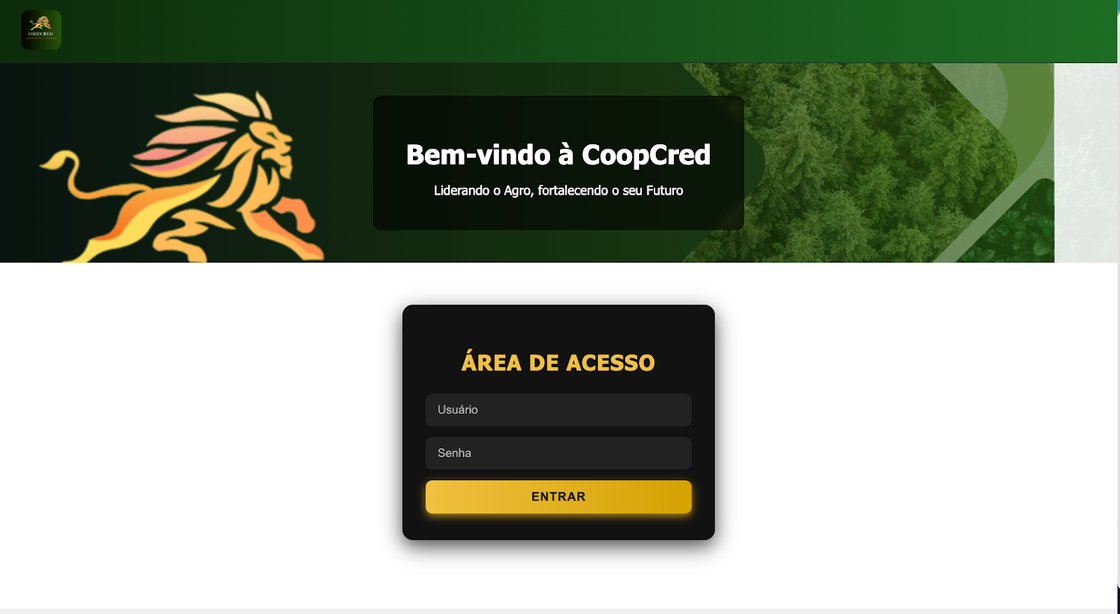 COOPCRED
Bem-vindo à CoopCred
Liderando o Agro, fortalecendo o seu Futuro
ÁREA DE ACESSO
Usuário
Senha
ENTRAR